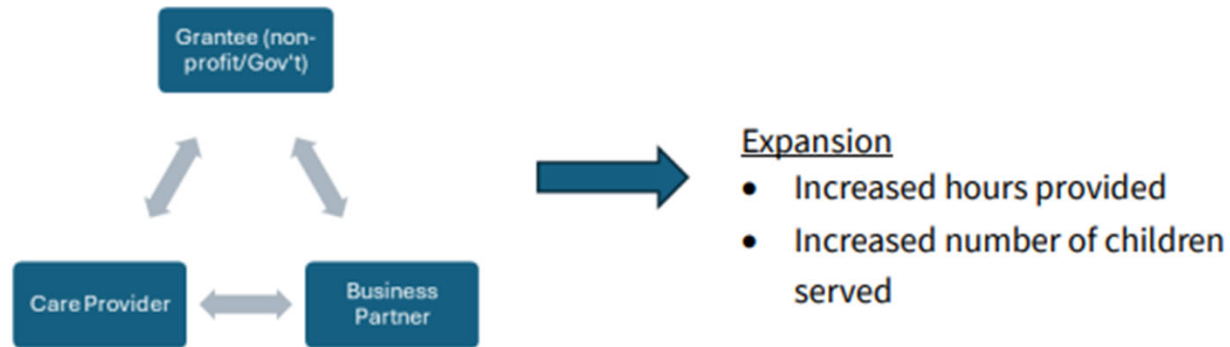 Grantee (non-
profit/Gov't)
Care Provider
Business
Partner
Expansion
• Increased hours provided
• Increased number of children
served